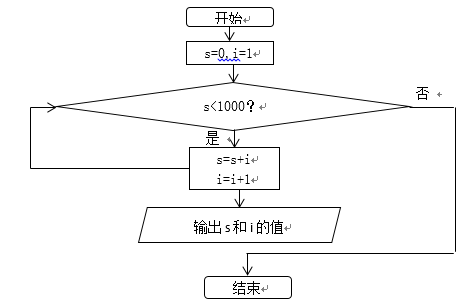 开始
s=0,i=1
s<1000?
否
是
s=s+i
i=i+1
输出s和i的值
结束